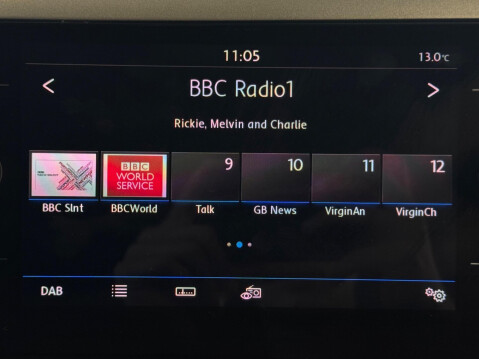 11:05
13.0°C
BBC Radio1
Rickie, Melvin and Charlie
9
10
11
12
BBC
WORLD
SERVICE
BBC SInt
BBCWorld
Talk
GB News
VirginAn
VirginCh
DAB